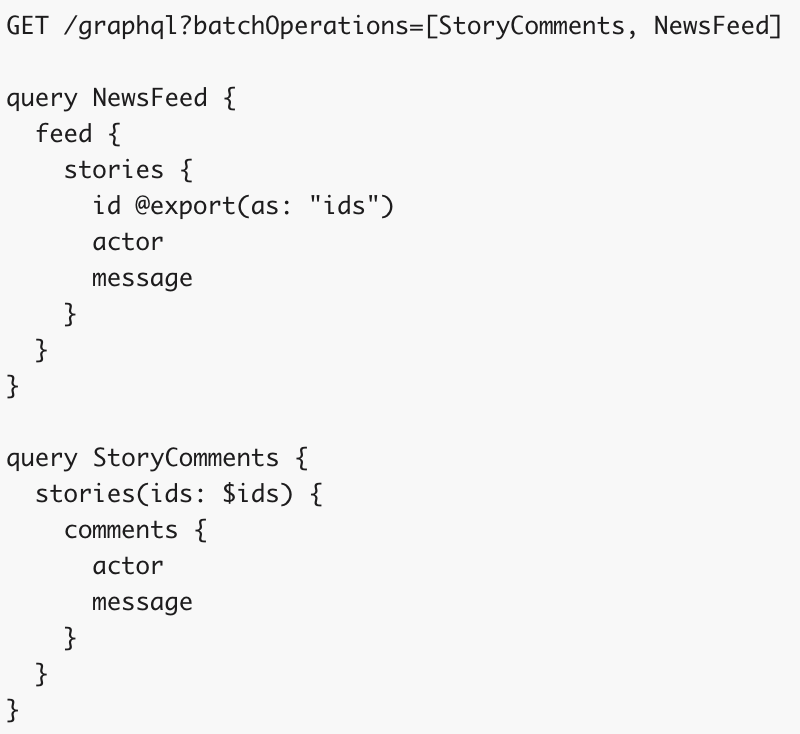 GET /graphql?batchOperations=[StoryComments, NewsFeed]

query NewsFeed {
  feed {
    stories {
      id @export(as: "ids")
      actor
      message
    }
  }
}

query StoryComments {
  stories(ids: $ids) {
    comments {
      actor
      message
    }
  }
}